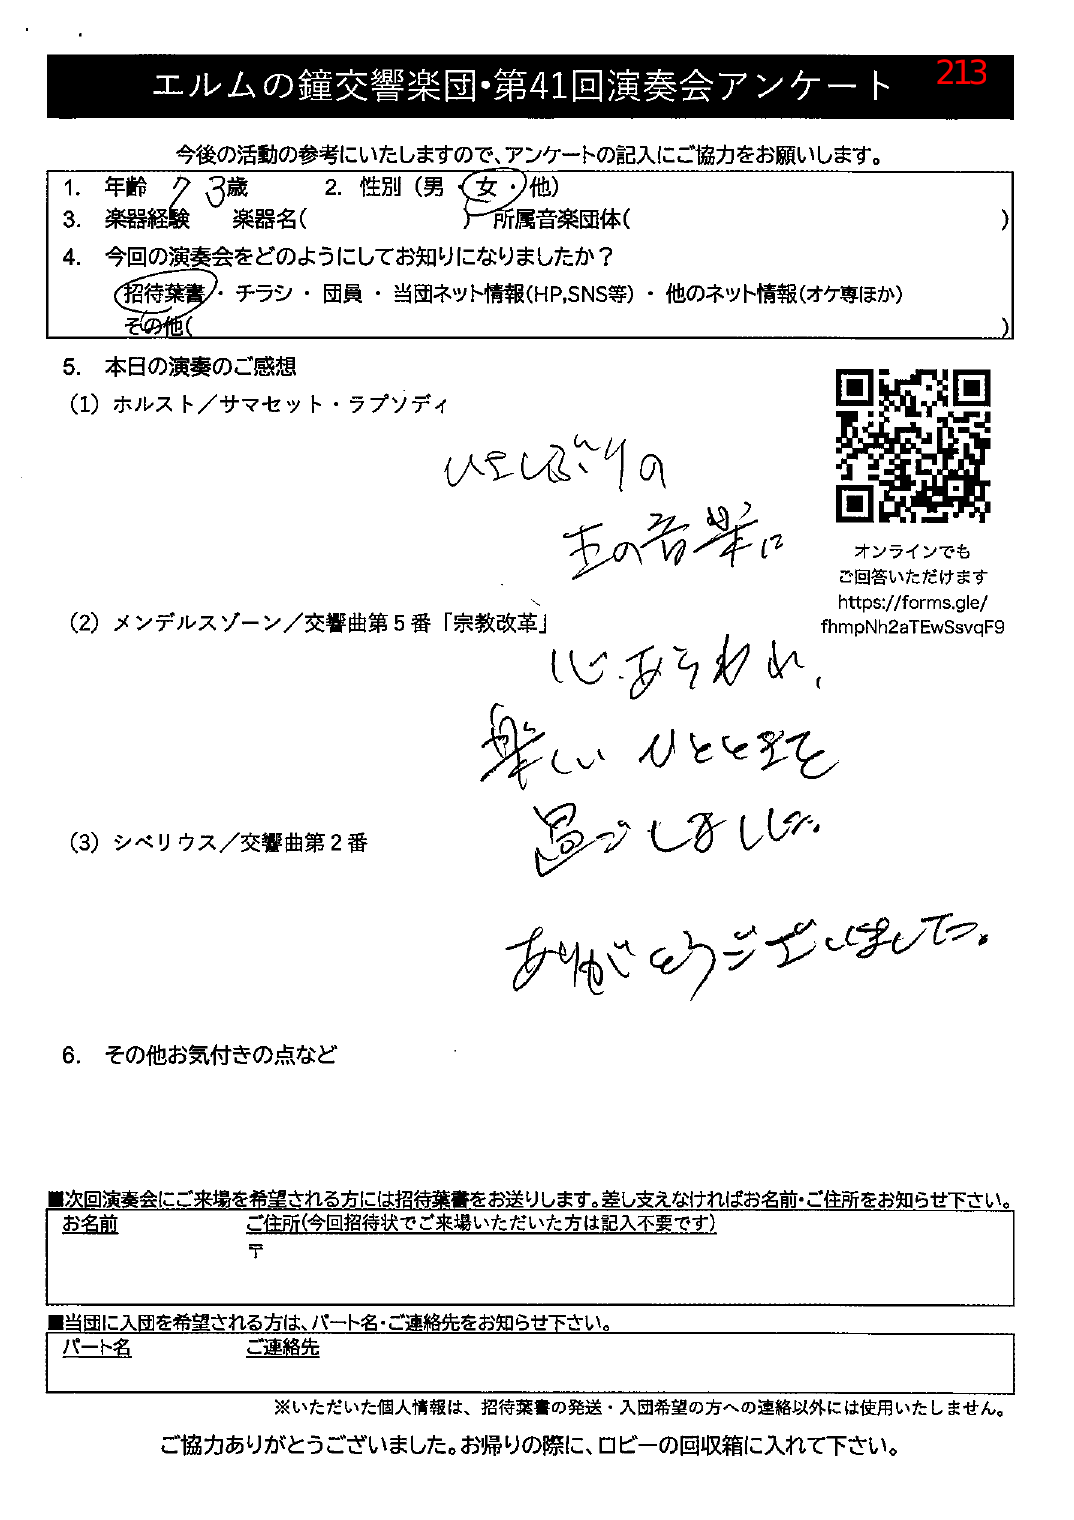 エルムの鐘交響楽団・第41回演奏会アンケート
213
今後の活動の参考にいたしますので、アンケートの記入にご協力をお願いします。
1. 年齢 73歳 2. 性別（男・女・他）
3. 楽器経験 楽器名( ) 所属音楽団体( )
4. 今回の演奏会をどのようにしてお知りになりましたか？
招待葉書・チラシ・団員・当団ネット情報(HP,SNS等)・他のネット情報(オケ専ほか)
その他( )
5. 本日の演奏のご感想
（1）ホルスト／サマセット・ラプソディ
ひさしぶりの
生の音楽に
オンラインでも
ご回答いただけます
https://forms.gle/
fhmpNh2aTEwSsvqF9
（2）メンデルスゾーン／交響曲第5番「宗教改革」
心あらわれ、
楽しい ひとときを
過ごしました。
（3）シベリウス／交響曲第2番
ありがとうございました。
6. その他お気付きの点など
■次回演奏会にご来場を希望される方には招待葉書をお送りします。差し支えなければお名前・ご住所をお知らせ下さい。
お名前 ご住所(今回招待状でご来場いただいた方は記入不要です)
〒
■当団に入団を希望される方は、パート名・ご連絡先をお知らせ下さい。
パート名 ご連絡先
※いただいた個人情報は、招待葉書の発送・入団希望の方への連絡以外には使用いたしません。
ご協力ありがとうございました。お帰りの際に、ロビーの回収箱に入れて下さい。